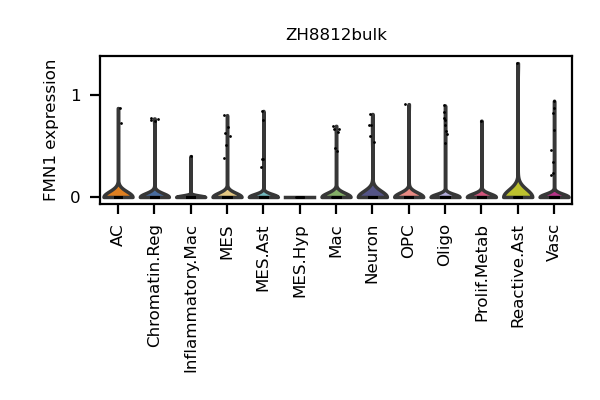 ZH8812bulk
FMN1 expression
1
0
AC
Chromatin.Reg
Inflammatory.Mac
MES
MES.Ast
MES.Hyp
Mac
Neuron
OPC
Oligo
Prolif.Metab
Reactive.Ast
Vasc